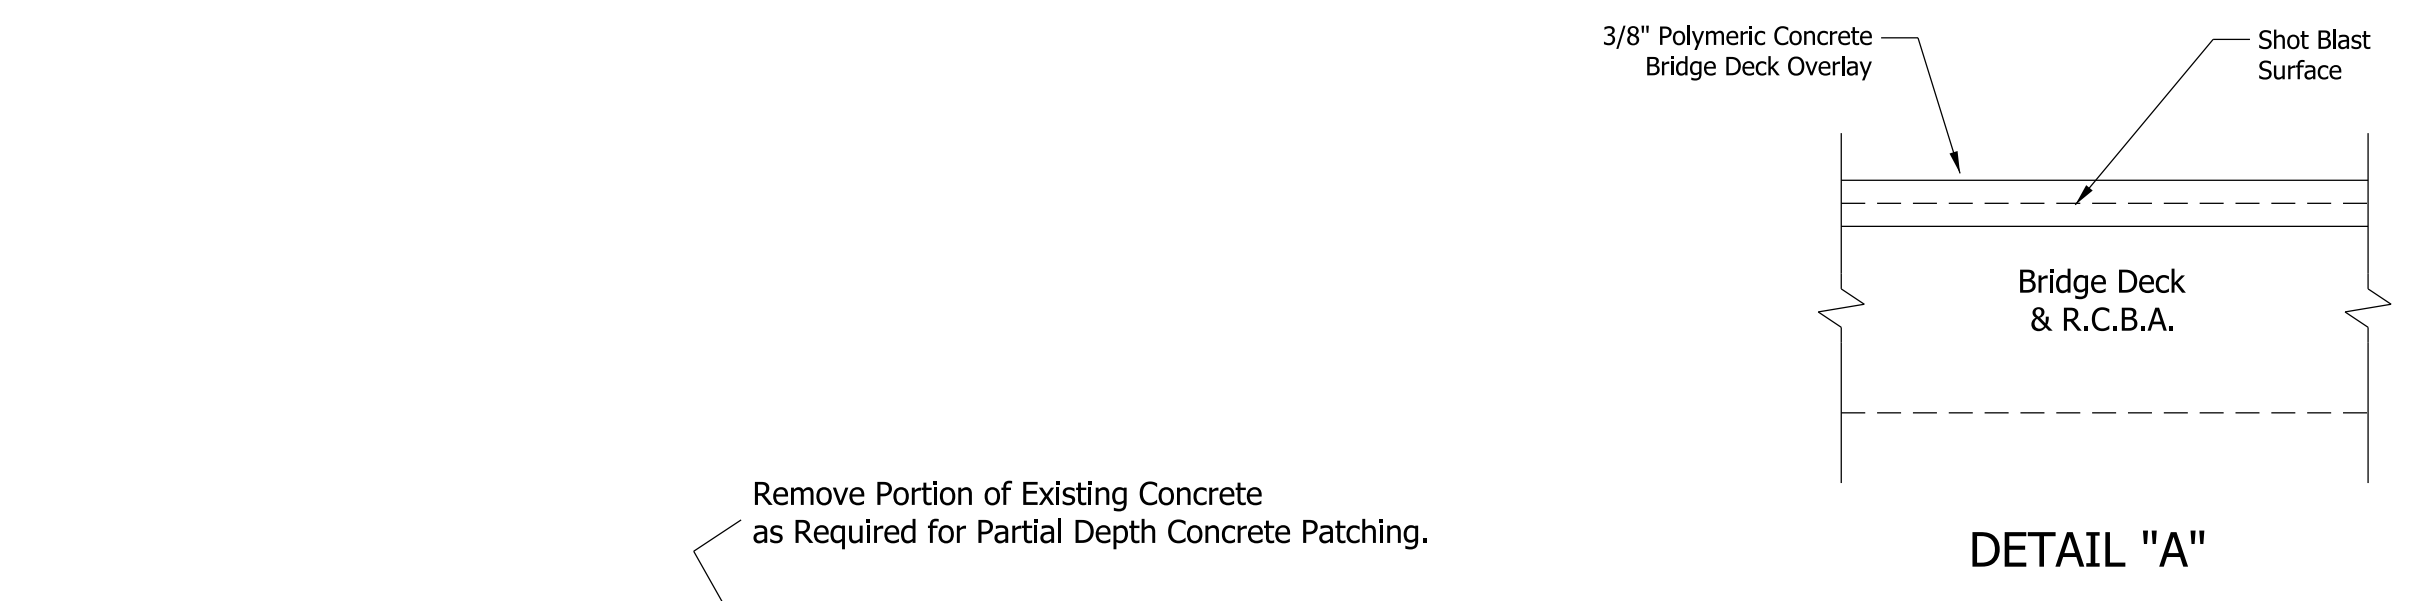 3/8" Polymeric Concrete
Bridge Deck Overlay
Shot Blast
Surface
Bridge Deck
& R.C.B.A.
Remove Portion of Existing Concrete
as Required for Partial Depth Concrete Patching.
DETAIL "A"